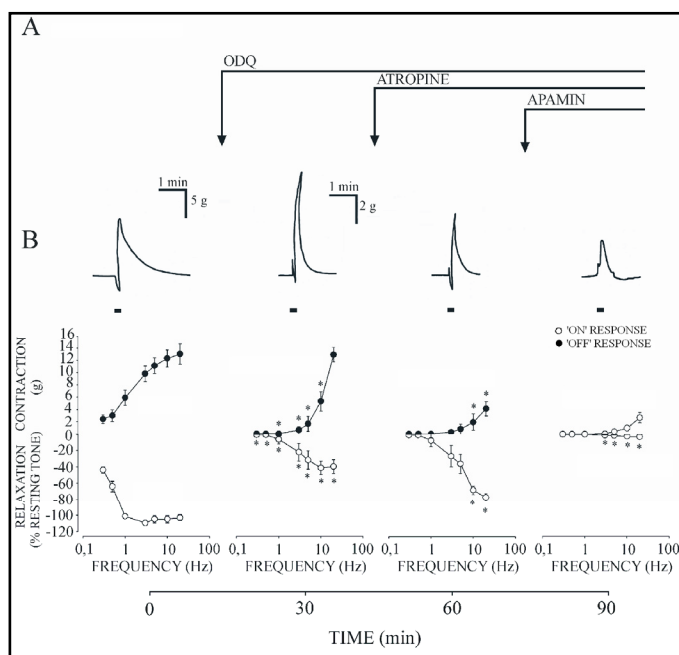 A
ODQ
ATROPINE
APAMIN
1 min
5 g
1 min
2 g
B
'ON' RESPONSE
'OFF' RESPONSE
CONTRACTION
(g)
16
14
12
10
8
6
4
2
0
RELAXATION
(% RESTING TONE)
-40
-60
-80
-100
-120
* * * * * *
* * * * * * *
* *
* *
* * * *
0,1 1 10 100
0,1 1 10 100
0,1 1 10 100
0,1 1 10 100
FREQUENCY (Hz)
FREQUENCY (Hz)
FREQUENCY (Hz)
FREQUENCY (Hz)
0 30 60 90
TIME (min)